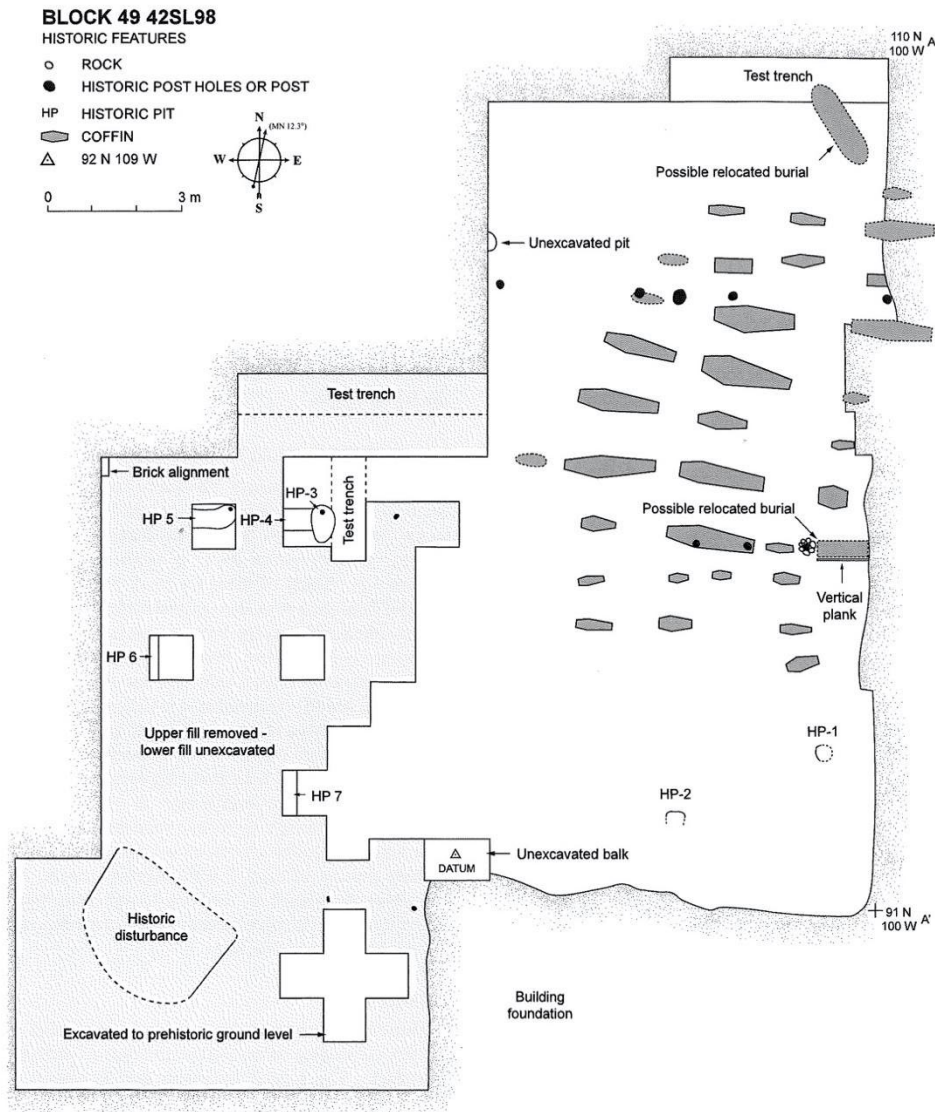 BLOCK 49 42SL98
HISTORIC FEATURES
ROCK
HISTORIC POST HOLES OR POST
HP HISTORIC PIT
COFFIN
92 N 109 W
N
(MN 12.3°)
W E
S
0 3 m
110 N
100 W A
Test trench
Possible relocated burial
Unexcavated pit
Test trench
Brick alignment
HP 5
HP-4
HP-3
Test trench
Possible relocated burial
Vertical
plank
HP 6
Upper fill removed -
lower fill unexcavated
HP 7
HP-1
HP-2
Unexcavated balk
DATUM
Historic
disturbance
91 N
100 W A'
Building
foundation
Excavated to prehistoric ground level